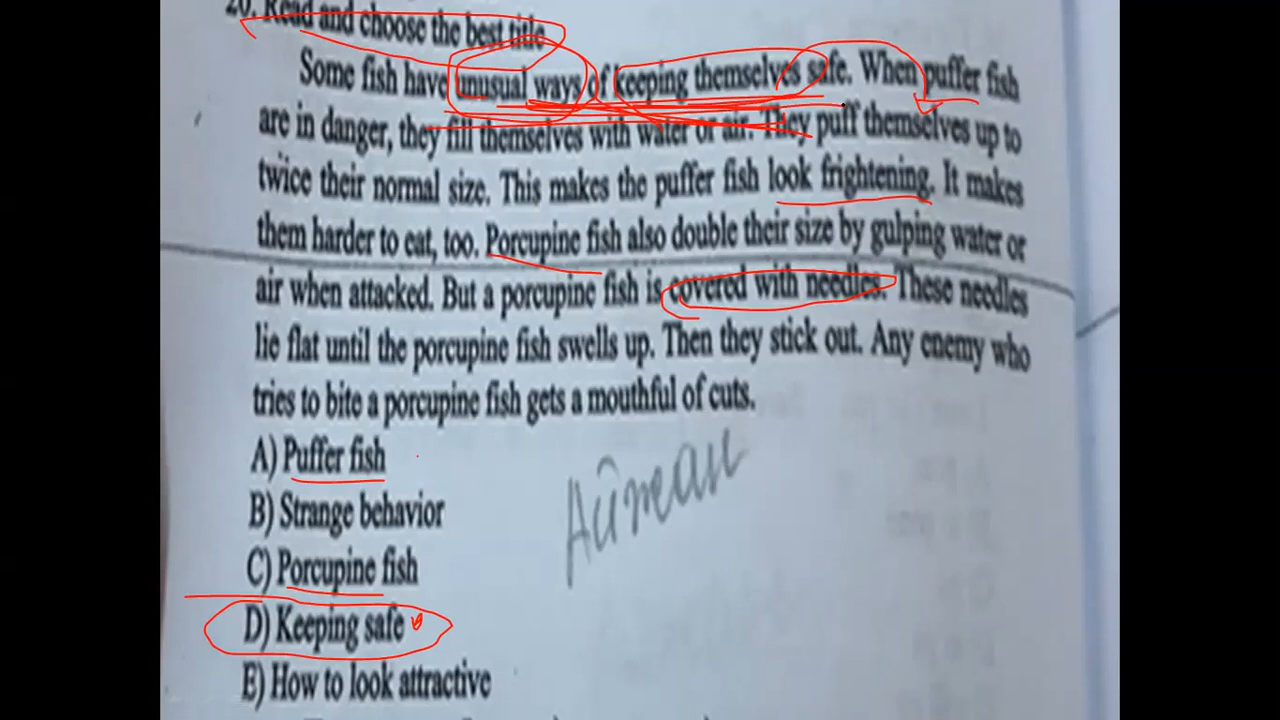 20. Read and choose the best title
Some fish have unusual ways of keeping themselves safe. When puffer fish
are in danger, they fill themselves with water or air. They puff themselves up to
twice their normal size. This makes the puffer fish look frightening. It makes
them harder to eat, too. Porcupine fish also double their size by gulping water or
air when attacked. But a porcupine fish is covered with needles. These needles
lie flat until the porcupine fish swells up. Then they stick out. Any enemy who
tries to bite a porcupine fish gets a mouthful of cuts.
A) Puffer fish
B) Strange behavior
C) Porcupine fish
D) Keeping safe
E) How to look attractive